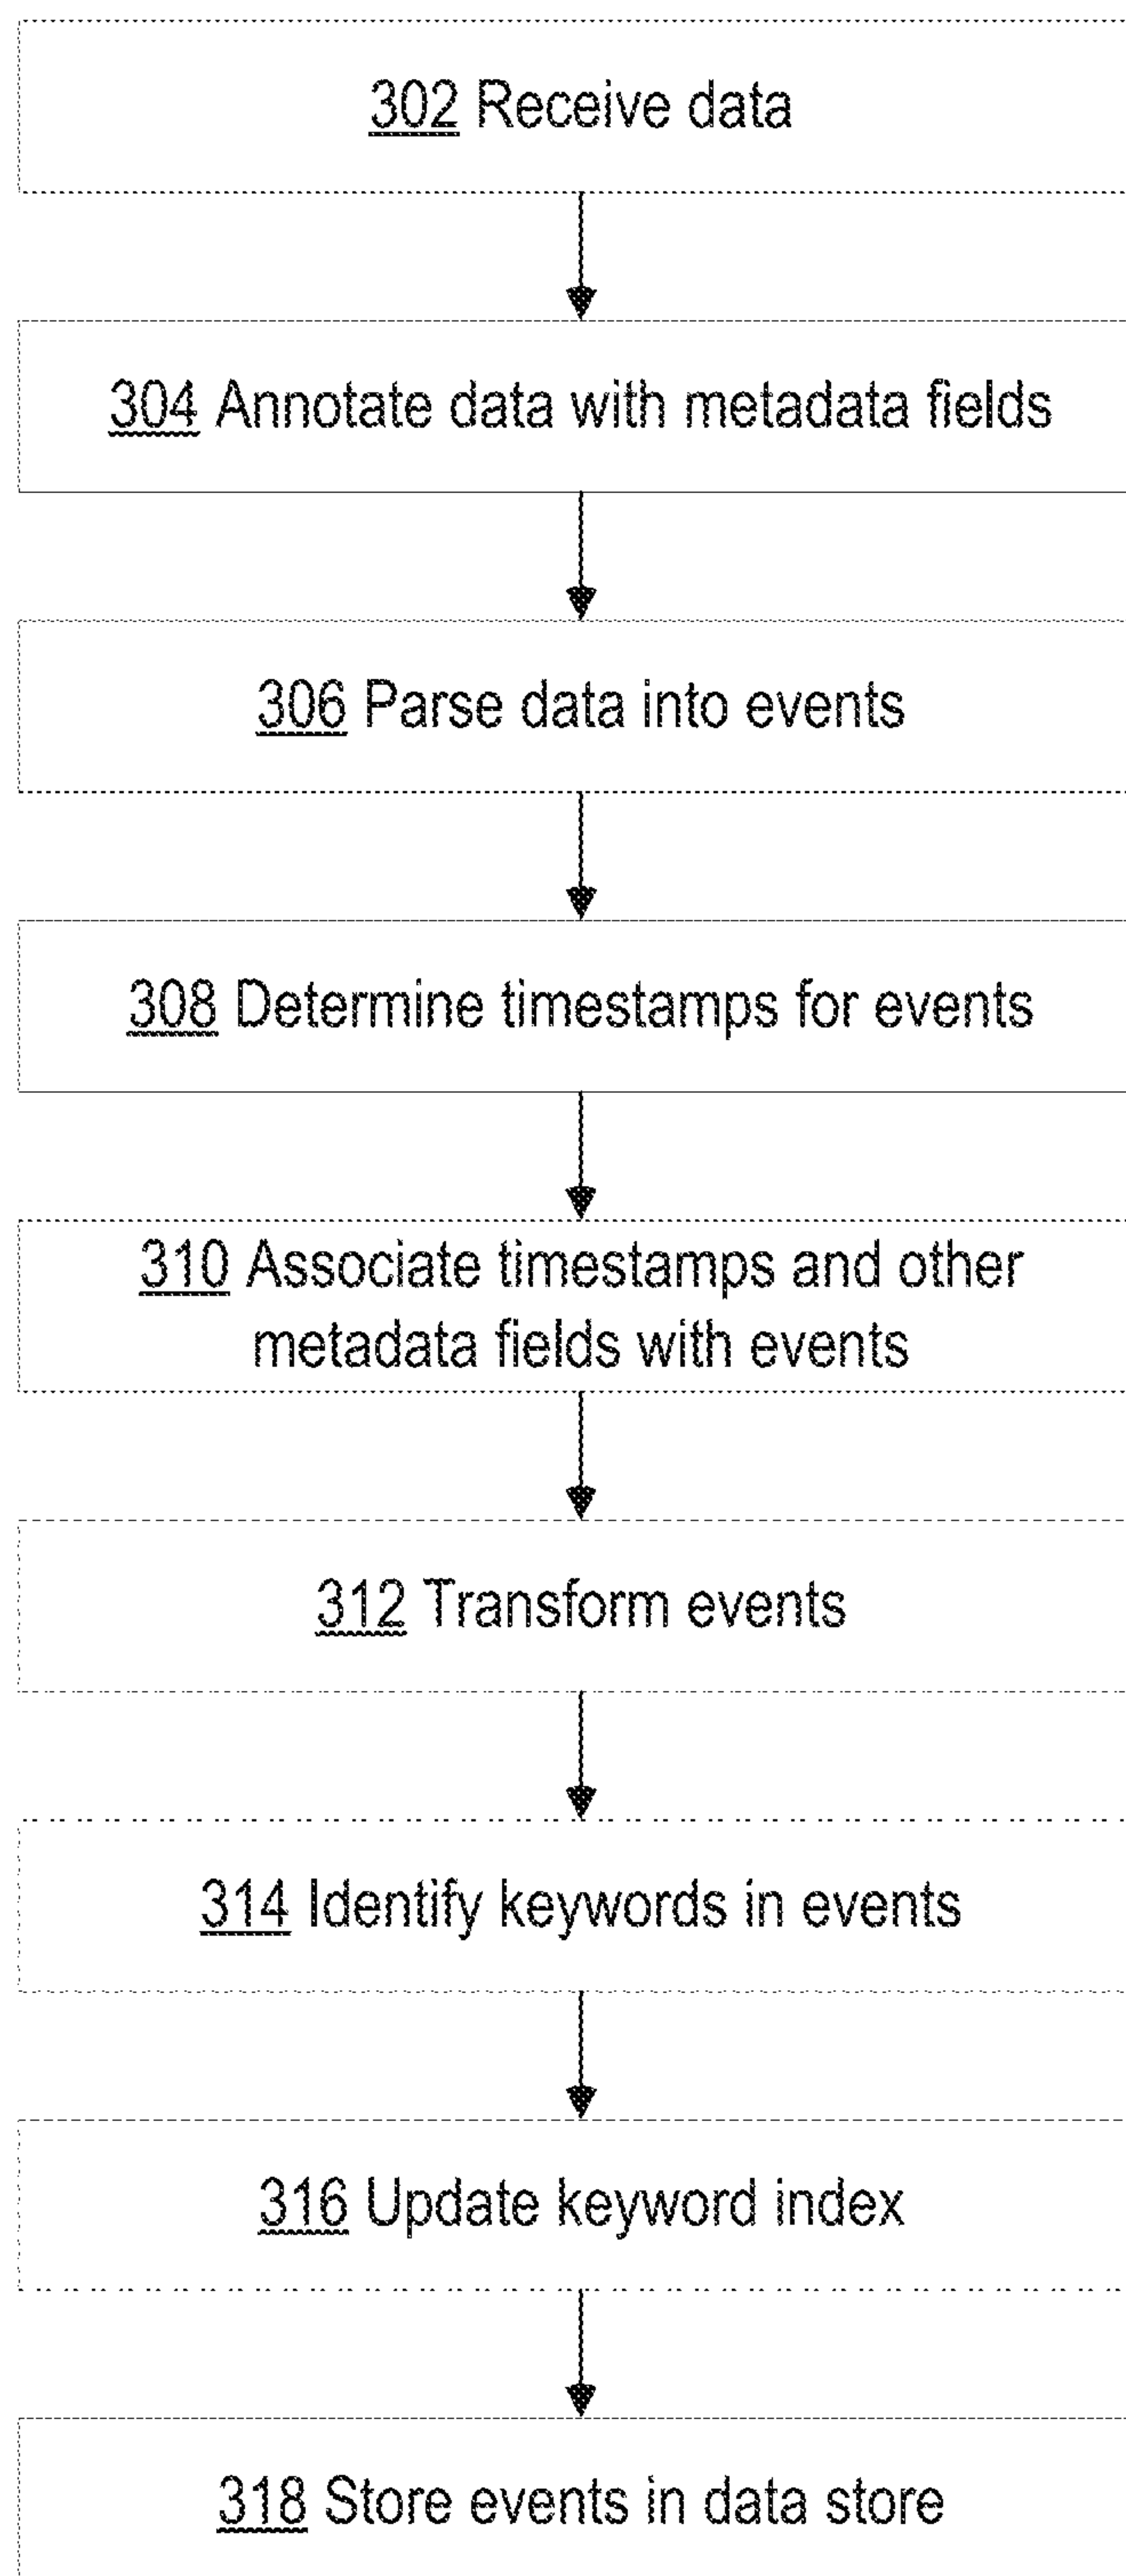 302 Receive data
304 Annotate data with metadata fields
306 Parse data into events
308 Determine timestamps for events
310 Associate timestamps and other
metadata fields with events
312 Transform events
314 Identify keywords in events
316 Update keyword index
318 Store events in data store